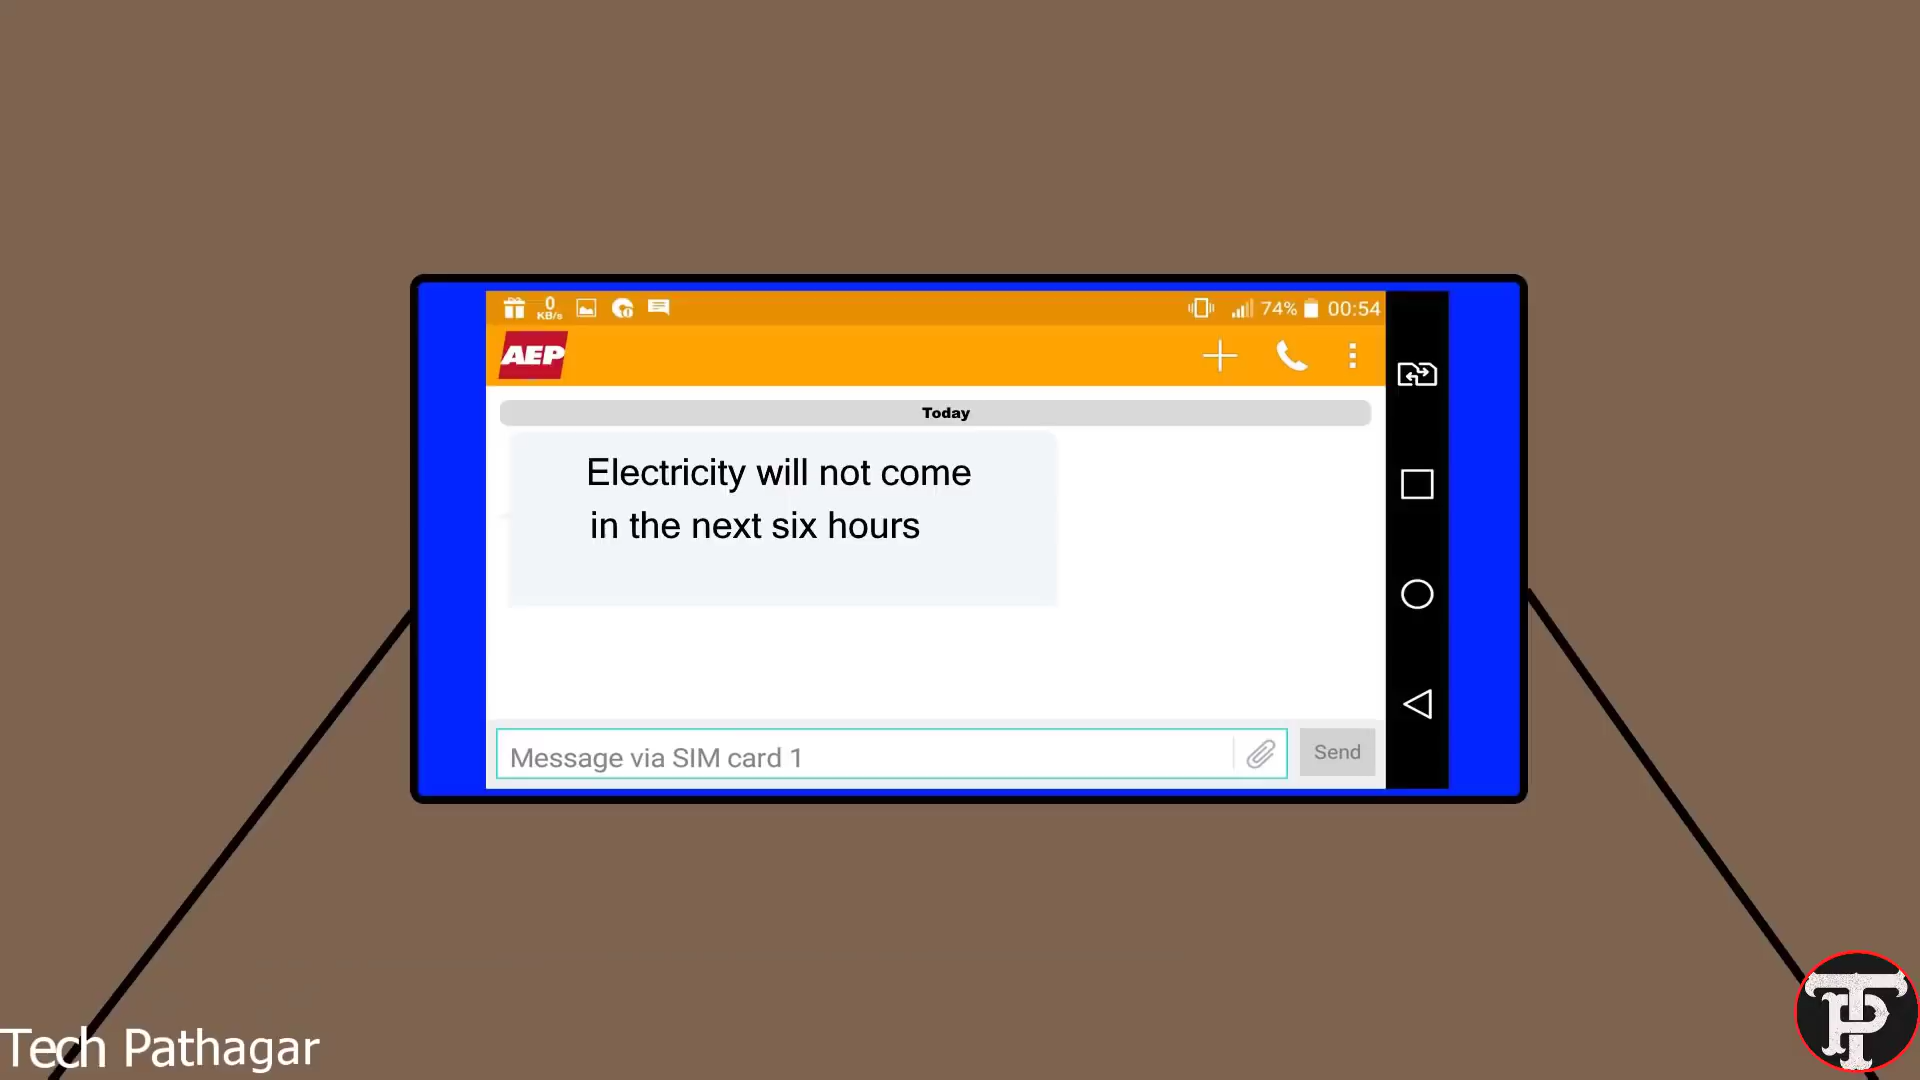 0
KB/s
74% 00:54
AEP
Today
Electricity will not come
in the next six hours
Message via SIM card 1
Send
Tech Pathagar
TP